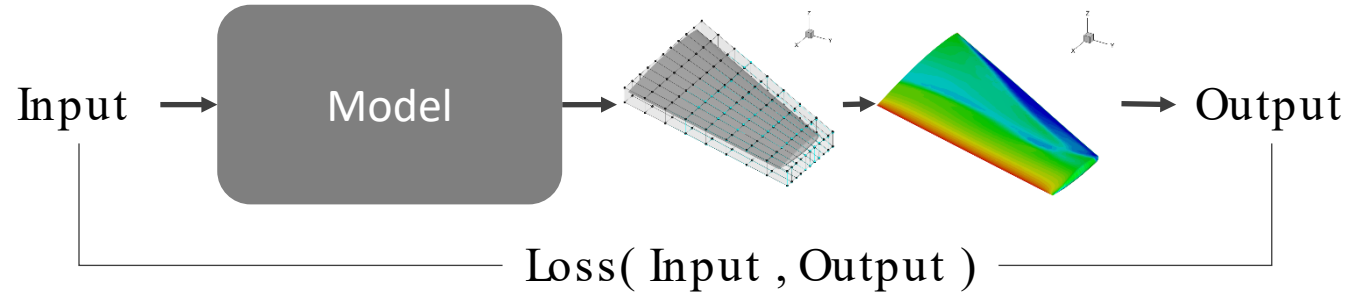 Input
Model
Z
X
Y
Z
X
Y
Output
Loss( Input , Output )